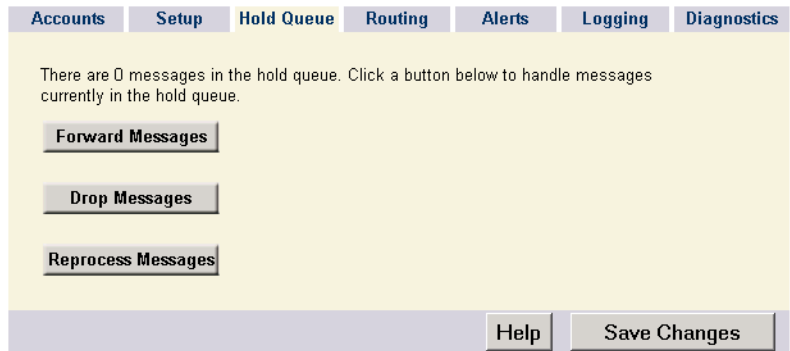 Accounts Setup Hold Queue Routing Alerts Logging Diagnostics
There are 0 messages in the hold queue. Click a button below to handle messages
currently in the hold queue.
Forward Messages
Drop Messages
Reprocess Messages
Help Save Changes